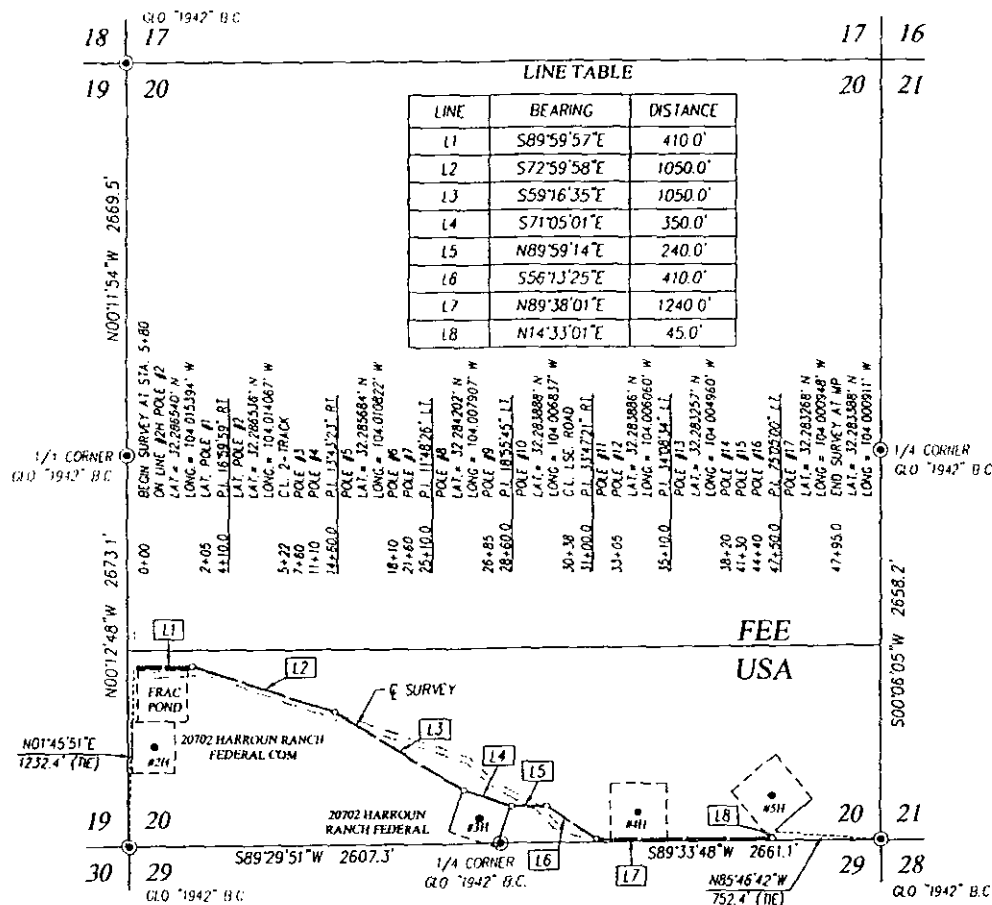 GLO "1942" B.C.
18 17
17 16
19 20
20 21
LINE TABLE
LINE BEARING DISTANCE
L1 S89°59'57"E 410.0'
L2 S72°59'58"E 1050.0'
L3 S59°16'35"E 1050.0'
L4 S71°05'01"E 350.0'
L5 N89°59'14"E 240.0'
L6 S56°13'25"E 410.0'
L7 N89°38'01"E 1240.0'
L8 N14°33'01"E 45.0'
N00°11'54"W 2669.5'
1/4 CORNER
GLO "1942" B.C.
1/4 CORNER
GLO "1942" B.C.
0+00 BEGIN SURVEY AT STA. 5+80
ON LINE #2H POLE #2
LAT.= 32.286540° N
LONG.= 104.015394° W
2+05 LAT. POLE #1
4+10.0 P.I. 16°59'59" RT
LAT. POLE #2
LAT.= 32.286536° N
LONG.= 104.014067° W
5+22 CL. 2-TRACK
7+80 POLE #3
11+10 POLE #4
14+60.0 P.I. 13°43'23" RT
POLE #5
LAT.= 32.285684° N
LONG.= 104.010822° W
18+10 POLE #6
21+60 POLE #7
25+10.0 P.I. 11°48'26" LT
POLE #8
LAT.= 32.284202° N
LONG.= 104.007907° W
26+85 POLE #9
28+60.0 P.I. 18°55'45" LT
POLE #10
LAT.= 32.283888° N
LONG.= 104.006837° W
30+38 CL. LSE. ROAD
31+00.0 P.I. 33°47'21" RT
POLE #11
33+05 POLE #12
LAT.= 32.283886° N
LONG.= 104.006060° W
35+10.0 P.I. 34°08'34" LT
POLE #13
LAT.= 32.283257° N
LONG.= 104.004960° W
38+20 POLE #14
41+30 POLE #15
44+40 POLE #16
47+50.0 P.I. 75°05'00" LT
POLE #17
LAT.= 32.283268° N
LONG.= 104.000948° W
47+95.0 END SURVEY AT MP
LAT.= 32.283388° N
LONG.= 104.000911° W
N00°12'48"W 2673.1'
S00°06'05"W 2658.2'
FEE
USA
L1
L2
℄ SURVEY
L3
FRAC
POND
#2H
20702 HARROUN RANCH
FEDERAL COM
N01°45'51"E
1232.4' (TIE)
L4
L5
20702 HARROUN
RANCH FEDERAL
#3H
L6
#4H
L7
#5H
L8
19 20
20 21
30 29
29 28
S89°29'51"W 2607.3'
1/4 CORNER
GLO "1942" B.C.
S89°33'48"W 2661.1'
N85°46'42"W
752.4' (TIE)
GLO "1942" B.C.
GLO "1942" B.C.